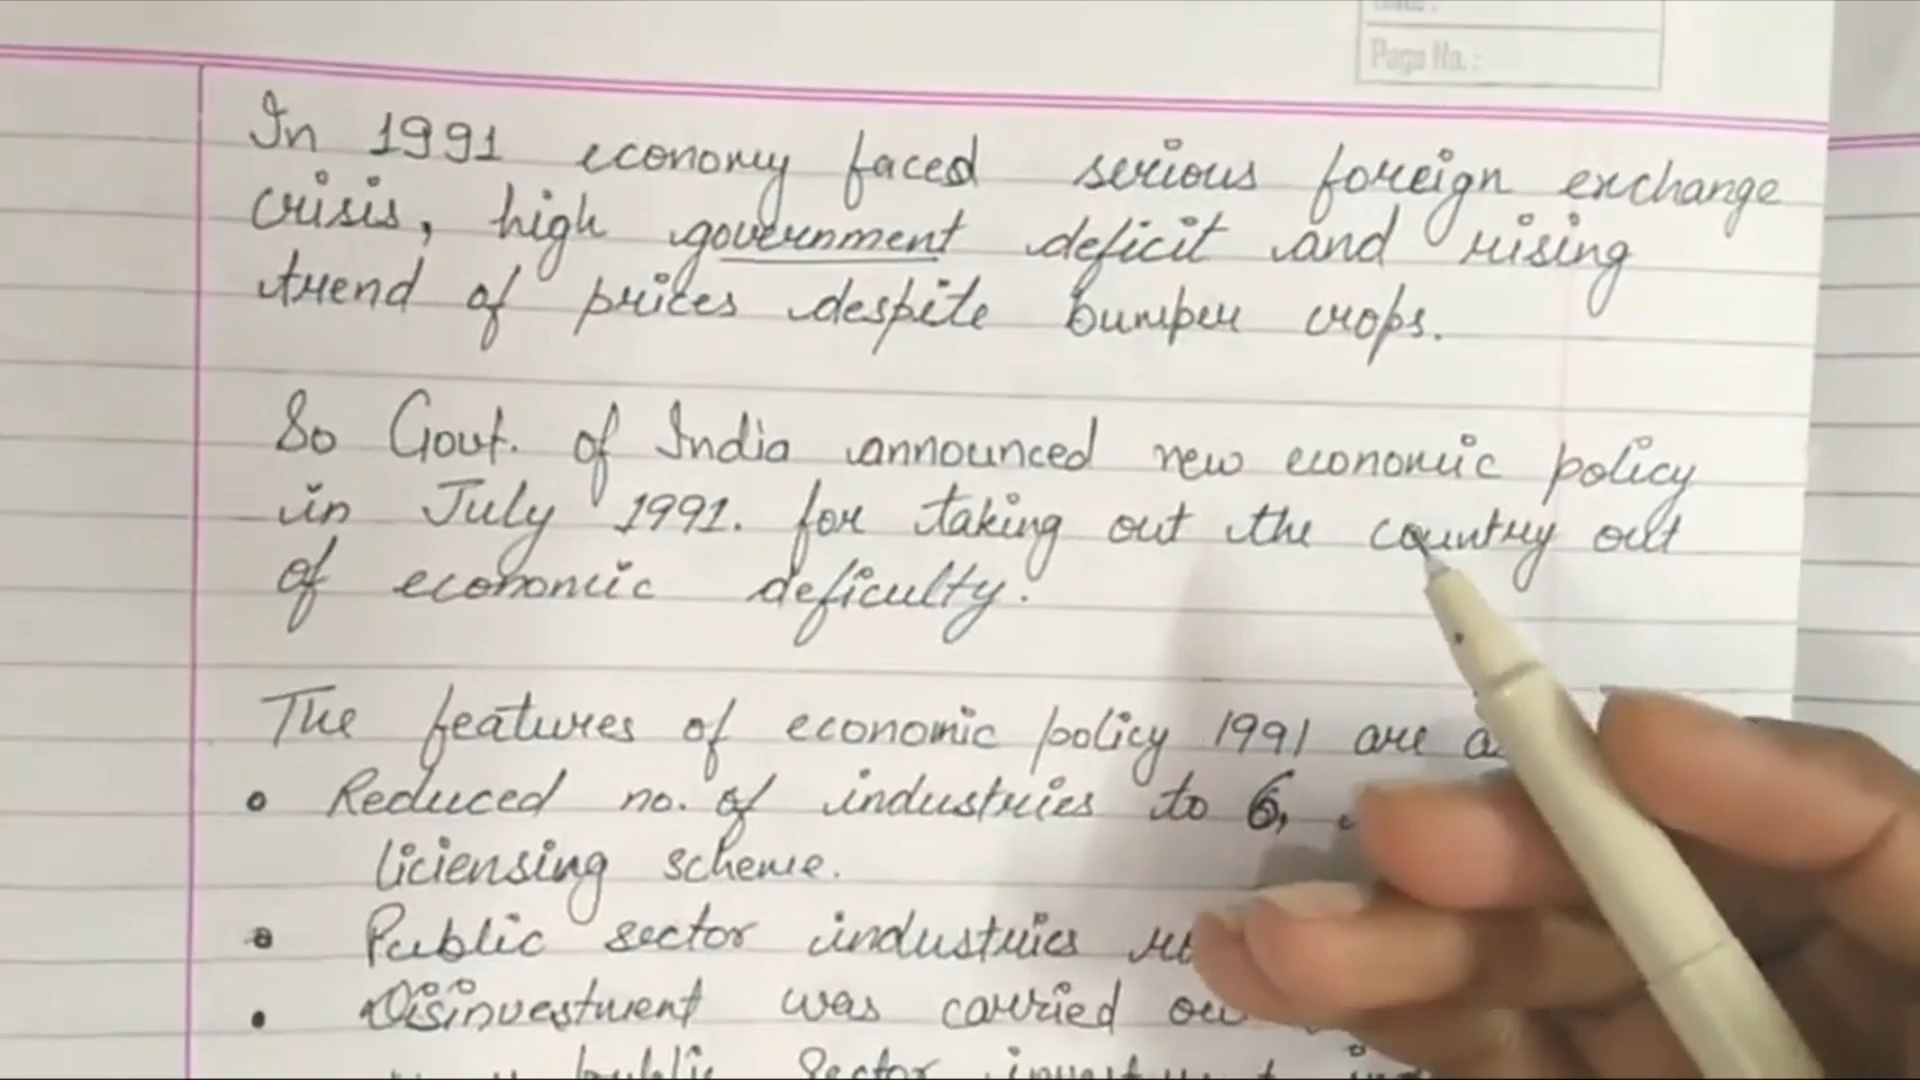 Page No.:
In 1991 economy faced serious foreign exchange
crisis, high government deficit and rising
trend of prices despite bumper crops.
So Govt. of India announced new economic policy
in July 1991. for taking out the country out
of economic deficulty.
The features of economic policy 1991 are
• Reduced no. of industries to 6,
liciensing scheme.
• Public sector industries
• Disinvestment was carried
public sector